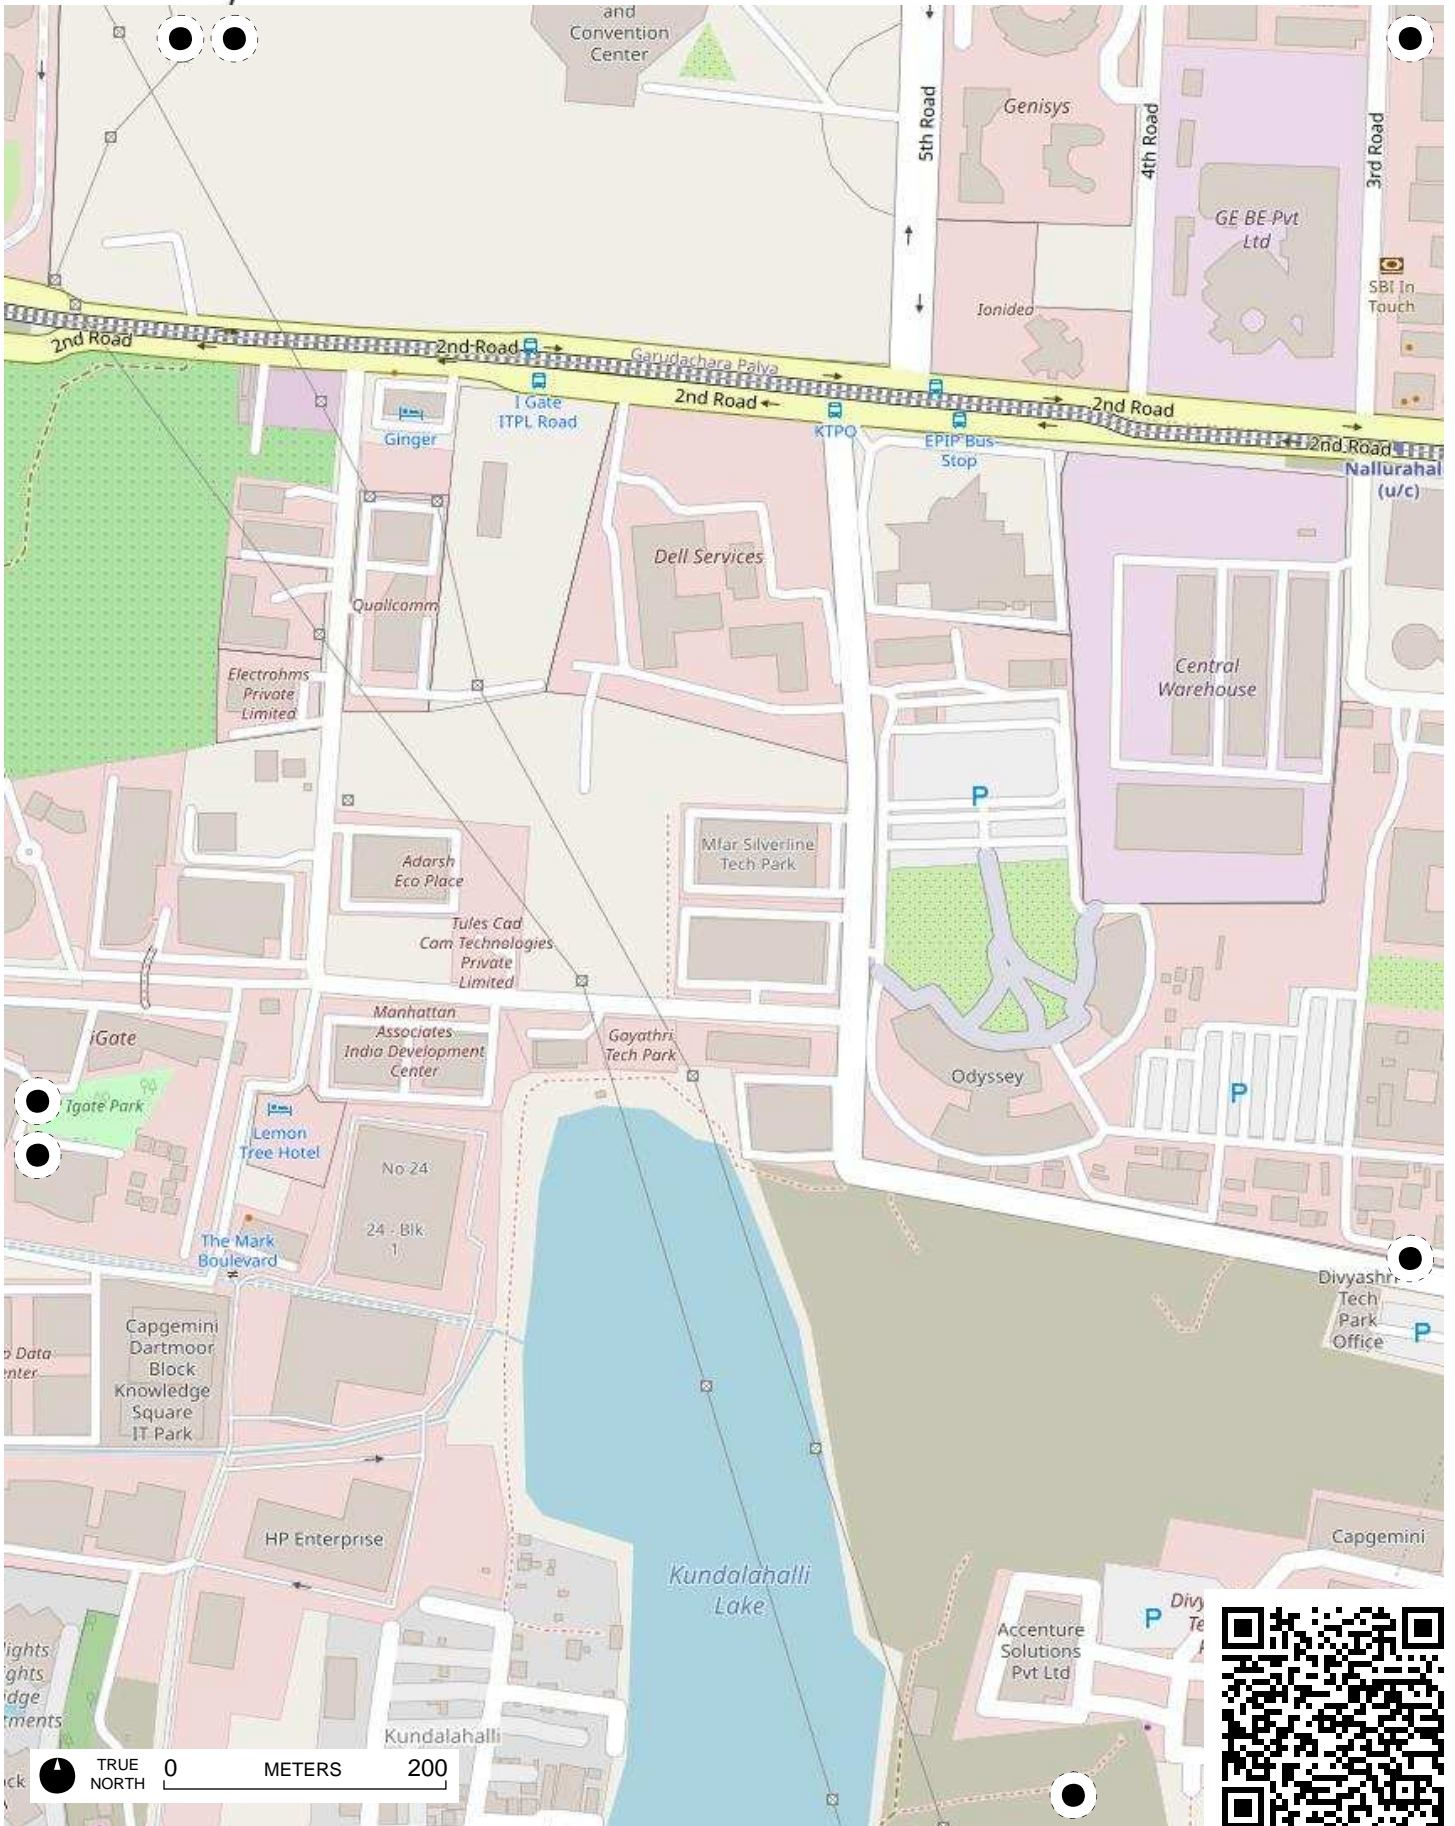 and
Convention
Center
5th Road
Genisys
4th Road
3rd Road
GE BE Pvt
Ltd
SBI In
Touch
Ionidea
2nd Road
2nd Road
Garudachara Palya
2nd Road
2nd Road
2nd Road
Nallurahal
(u/c)
Ginger
I Gate
ITPL Road
KTPO
EPIP Bus
Stop
Dell Services
Quallcomm
Electrohms
Private
Limited
Central
Warehouse
P
Mfar Silverline
Tech Park
Adarsh
Eco Place
Tules Cad
Cam Technologies
Private
Limited
Manhattan
Associates
India Development
Center
Gayathri
Tech Park
iGate
Igate Park
Odyssey
P
Lemon
Tree Hotel
No 24
24 - Blk
1
The Mark
Boulevard
Divyashri
Tech
Park
Office
P
Capgemini
Dartmoor
Block
Knowledge
Square
IT Park
Data
HP Enterprise
Capgemini
Kundalahalli
Lake
Accenture
Solutions
Pvt Ltd
P
Kundalahalli
TRUE
NORTH
0 METERS 200